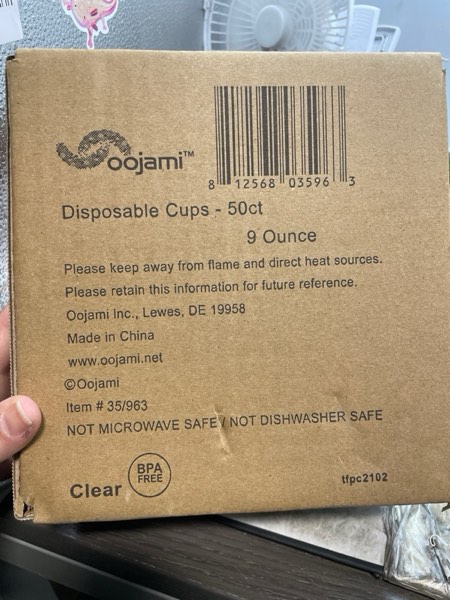 oojami™
8 12568 03596 3
Disposable Cups - 50ct
9 Ounce
Please keep away from flame and direct heat sources.
Please retain this information for future reference.
Oojami Inc., Lewes, DE 19958
Made in China
www.oojami.net
©Oojami
Item # 35/963
NOT MICROWAVE SAFE / NOT DISHWASHER SAFE
Clear
BPA
FREE
tfpc2102